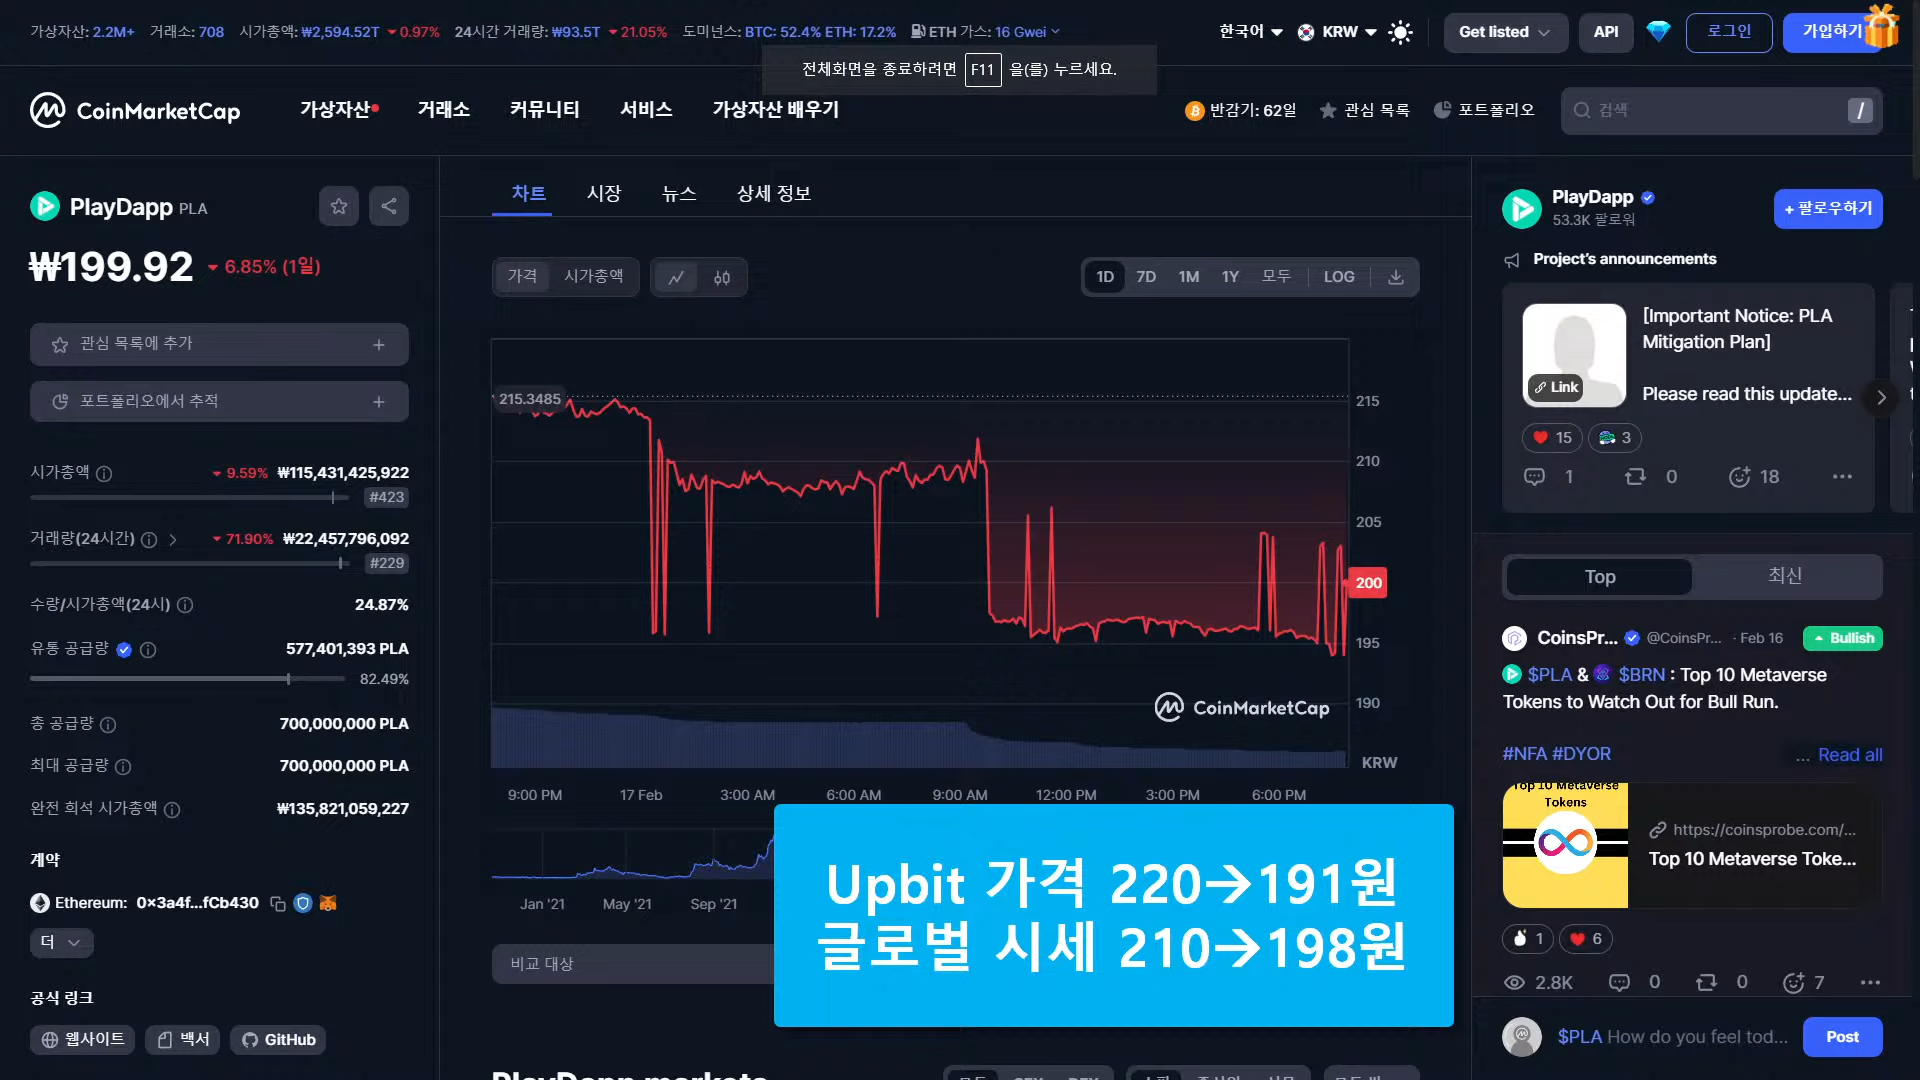 가상자산: 2.2M+ 거래소: 708 시가총액: ₩2,594.52T 0.97% 24시간 거래량: ₩93.5T 21.05% 도미넌스: BTC: 52.4% ETH: 17.2% ETH 가스: 16 Gwei
한국어 KRW Get listed API 로그인 가입하기
전체화면을 종료하려면 F11 을(를) 누르세요.
CoinMarketCap 가상자산 거래소 커뮤니티 서비스 가상자산 배우기 반감기: 62일 관심 목록 포트폴리오 검색 /
PlayDapp PLA
₩199.92 6.85% (1일)
관심 목록에 추가 +
포트폴리오에서 추적 +
시가총액 9.59% ₩115,431,425,922
#423
거래량(24시간) 71.90% ₩22,457,796,092
#229
수량/시가총액(24시) 24.87%
유통 공급량 577,401,393 PLA
82.49%
총 공급량 700,000,000 PLA
최대 공급량 700,000,000 PLA
완전 희석 시가총액 ₩135,821,059,227
계약
Ethereum: 0x3a4f...fCb430
더
공식 링크
웹사이트 백서 GitHub
차트 시장 뉴스 상세 정보
가격 시가총액
1D 7D 1M 1Y 모두 LOG
215.3485
215
210
205
200
195
190
CoinMarketCap
KRW
9:00 PM 17 Feb 3:00 AM 6:00 AM 9:00 AM 12:00 PM 3:00 PM 6:00 PM
Jan '21 May '21 Sep '21
비교 대상
Upbit 가격 220→191원
글로벌 시세 210→198원
PlayDapp markets
PlayDapp
53.3K 팔로워
+ 팔로우하기
Project's announcements
[Important Notice: PLA
Mitigation Plan]
Link
Please read this update...
15 3
1 0 18 ...
Top 최신
CoinsPr... @CoinsPr... · Feb 16 Bullish
$PLA & $BRN : Top 10 Metaverse
Tokens to Watch Out for Bull Run.
#NFA #DYOR ... Read all
Top 10 Metaverse
Tokens
https://coinsprobe.com/...
Top 10 Metaverse Toke...
1 6
2.8K 0 0 7 ...
$PLA How do you feel tod... Post